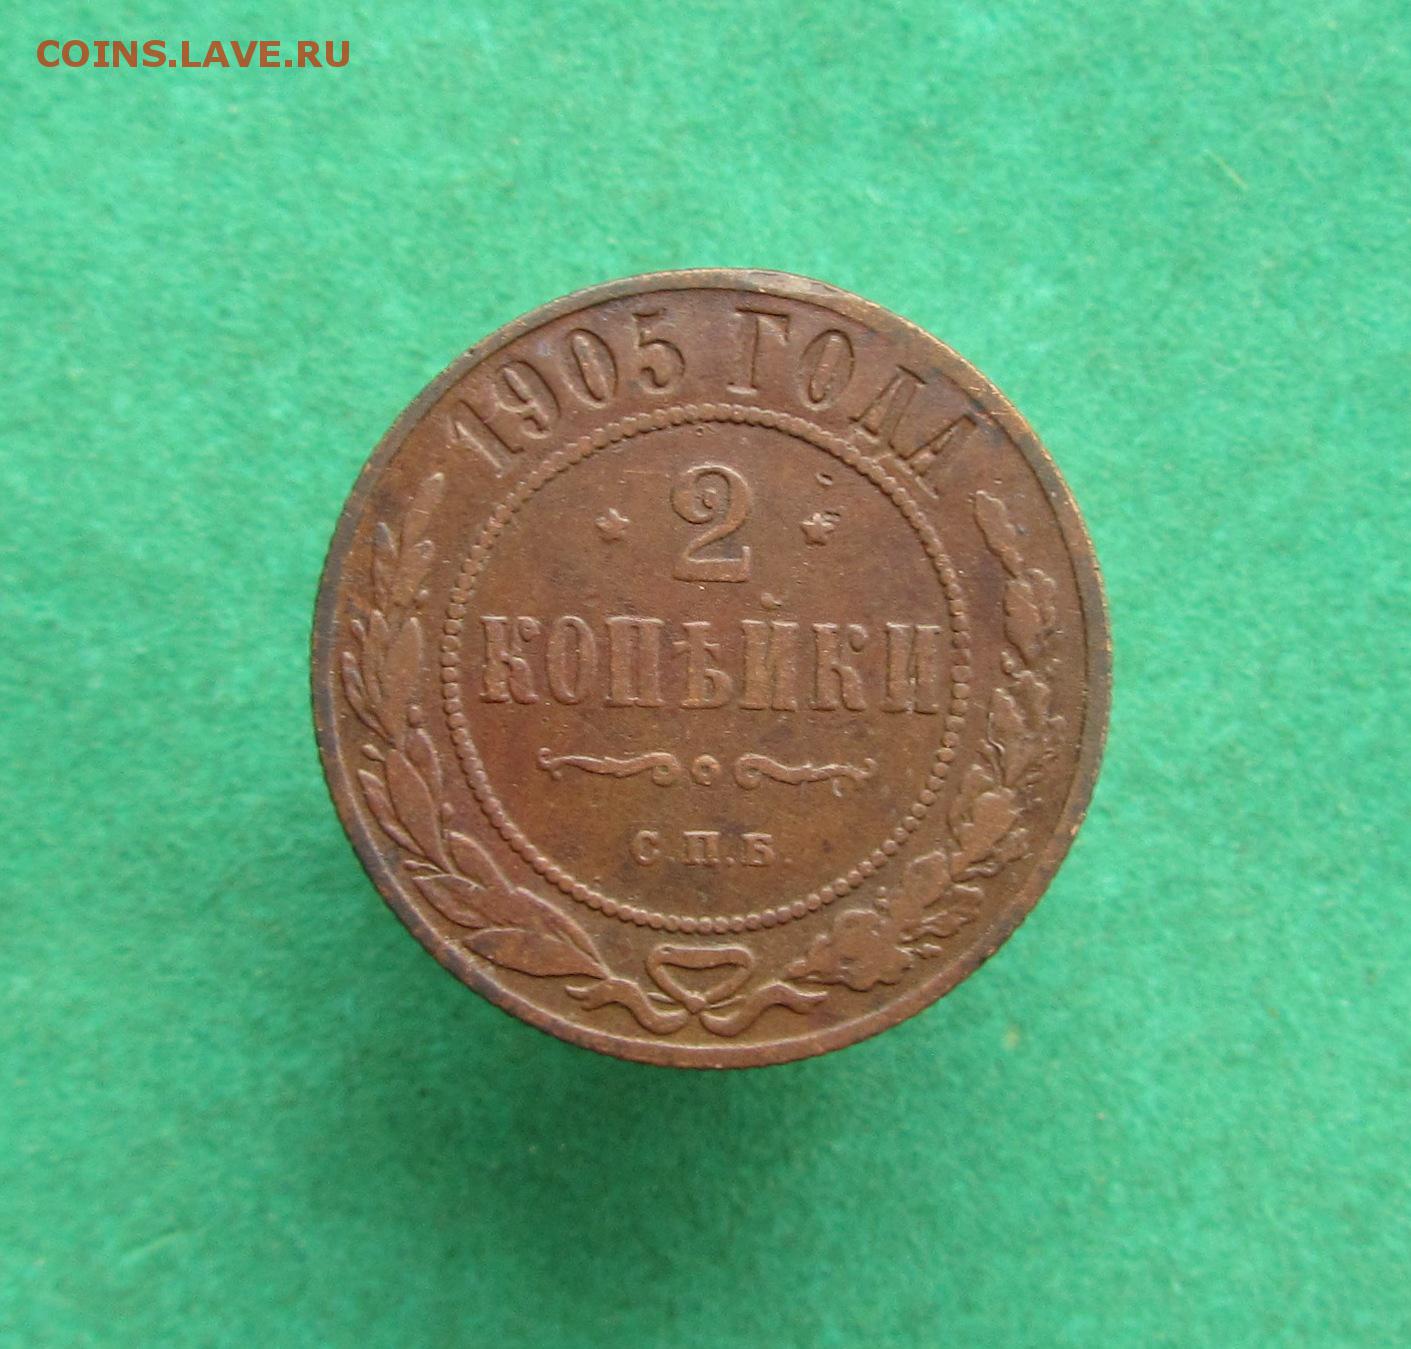 COINS.LAVE.RU
1905 ГОДА
2
КОПѢЙКИ
С.П.Б.